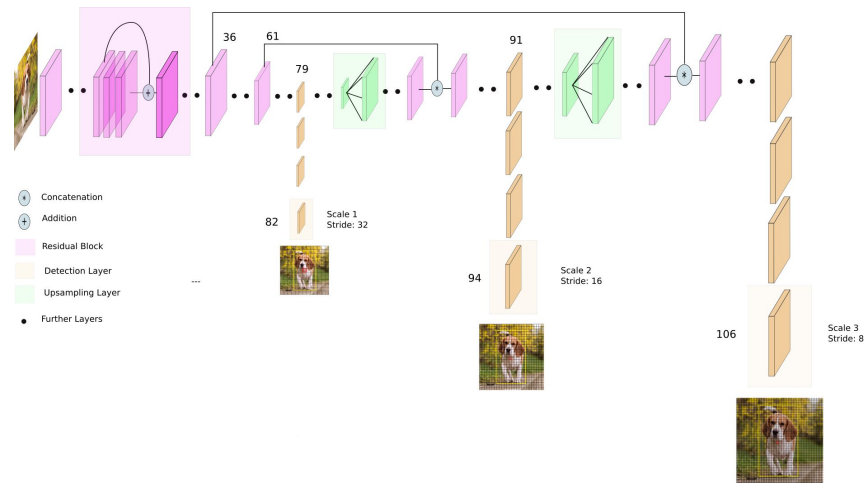 36
61
79
91
Concatenation
Addition
Residual Block
Detection Layer
Upsampling Layer
Further Layers
---
82
Scale 1
Stride: 32
94
Scale 2
Stride: 16
106
Scale 3
Stride: 8